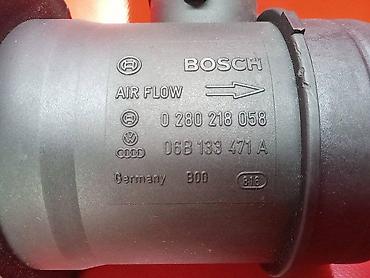 BOSCH
AIR FLOW
0 280 218 058
06B 133 471 A
Germany B00